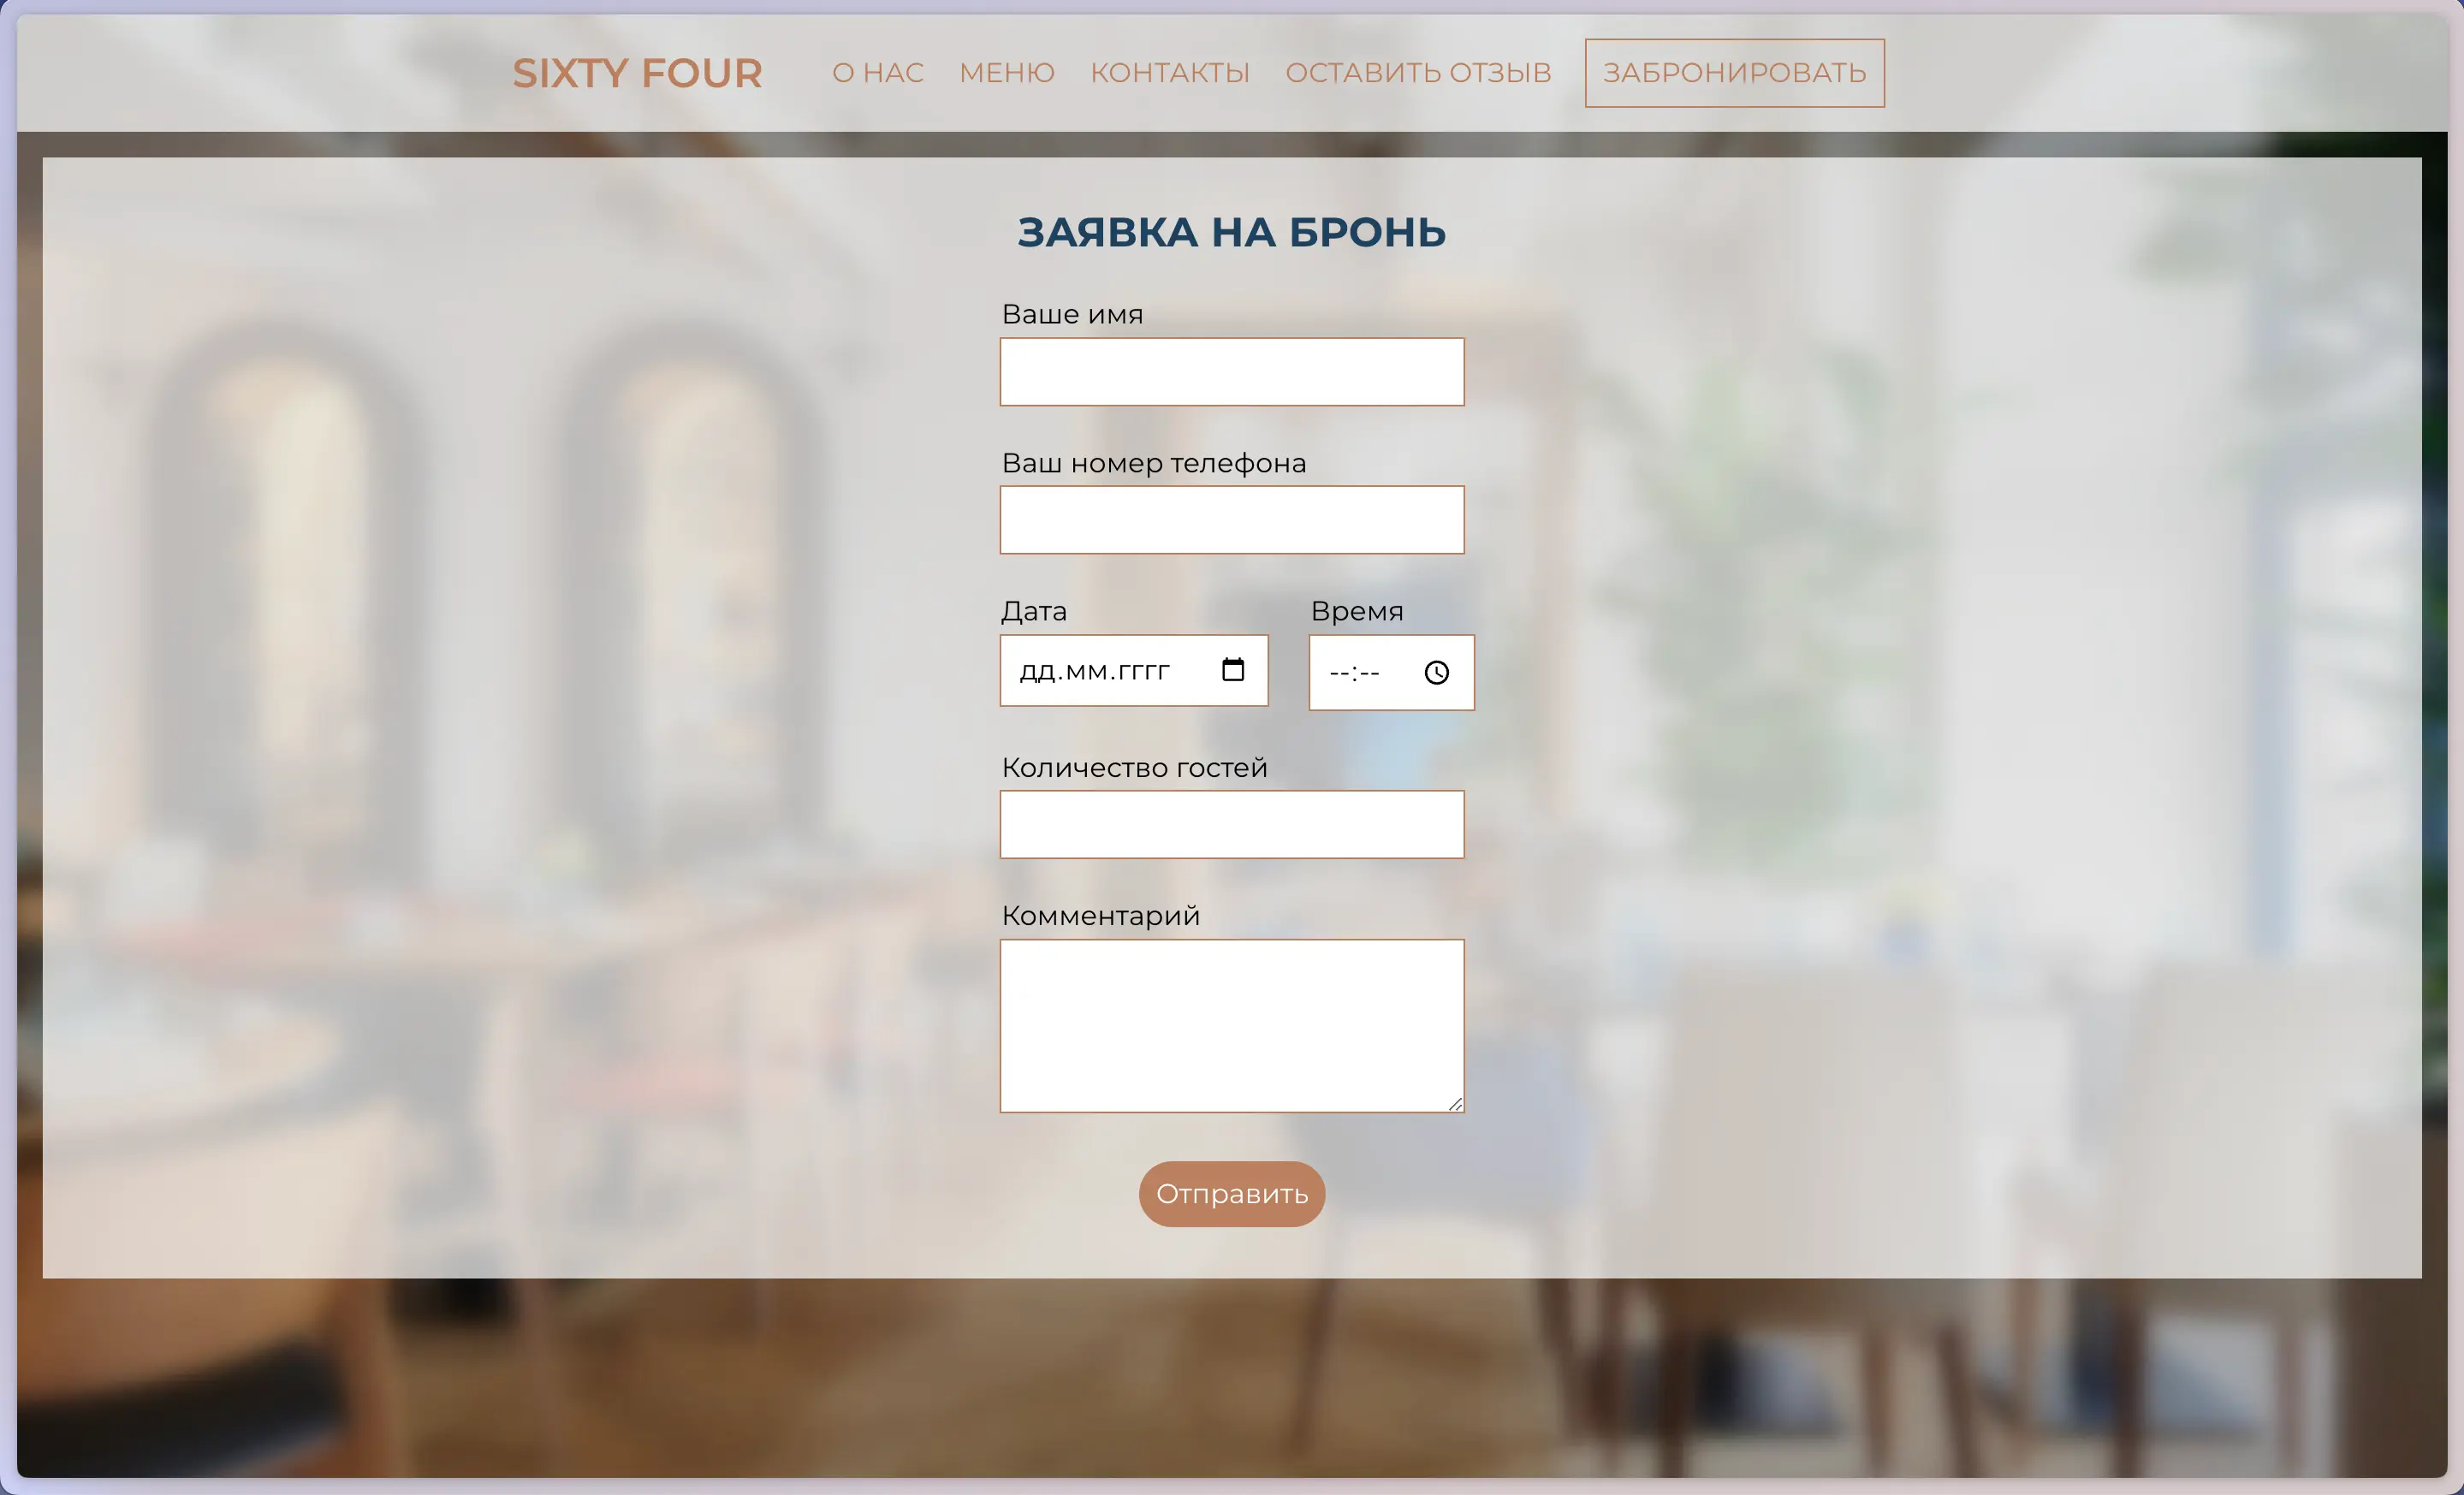 SIXTY FOUR О НАС МЕНЮ КОНТАКТЫ ОСТАВИТЬ ОТЗЫВ ЗАБРОНИРОВАТЬ
ЗАЯВКА НА БРОНЬ
Ваше имя
Ваш номер телефона
Дата Время
дд.мм.гггг --:--
Количество гостей
Комментарий
Отправить